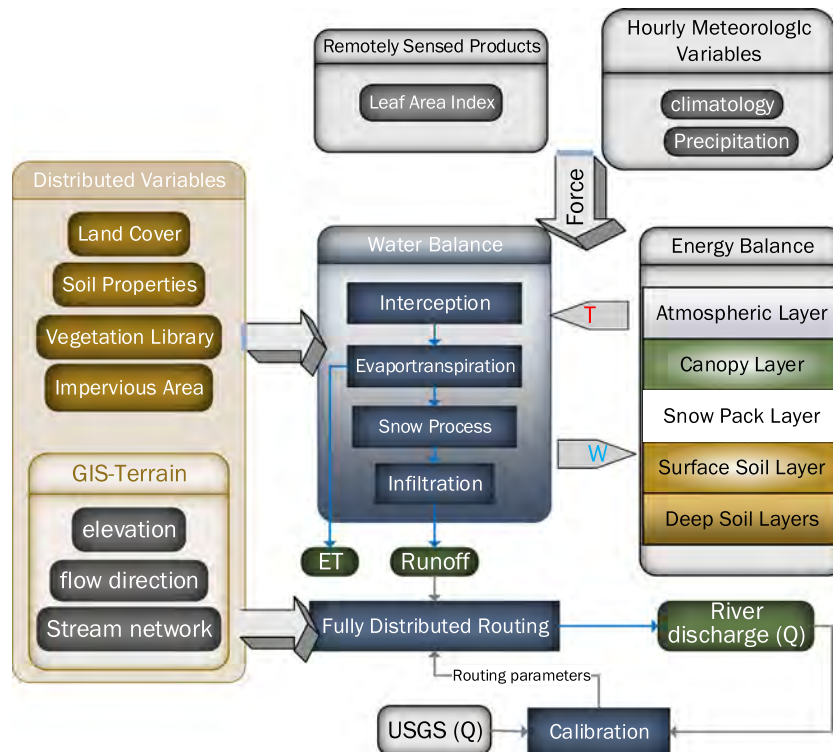 Remotely Sensed Products
Leaf Area Index
Hourly Meteorologic
Variables
climatology
Precipitation
Force
Distributed Variables
Land Cover
Soil Properties
Vegetation Library
Impervious Area
GIS-Terrain
elevation
flow direction
Stream network
Water Balance
Interception
Evaportranspiration
Snow Process
Infiltration
ET
Runoff
T
W
Energy Balance
Atmospheric Layer
Canopy Layer
Snow Pack Layer
Surface Soil Layer
Deep Soil Layers
Fully Distributed Routing
River
discharge (Q)
Routing parameters
USGS (Q)
Calibration